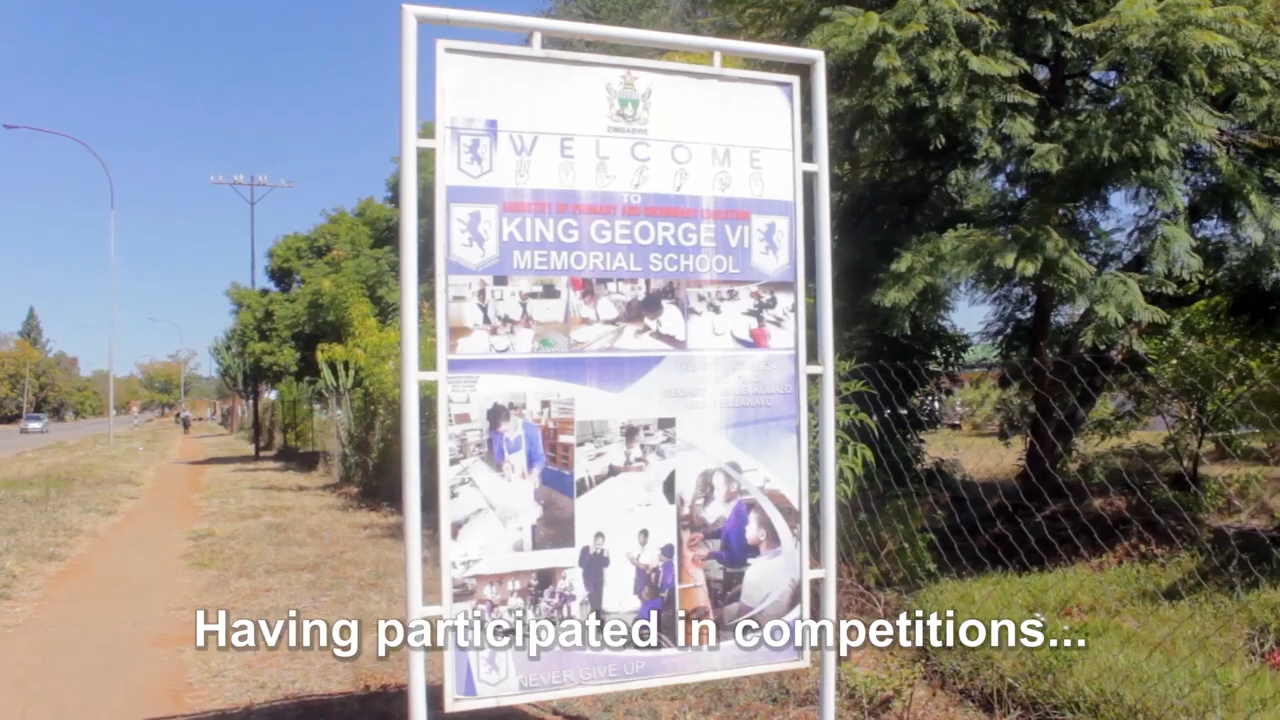 ZIMBABWE
WELCOME
TO
MINISTRY OF PRIMARY AND SECONDARY EDUCATION
KING GEORGE VI
MEMORIAL SCHOOL
Having participated in competitions...
NEVER GIVE UP